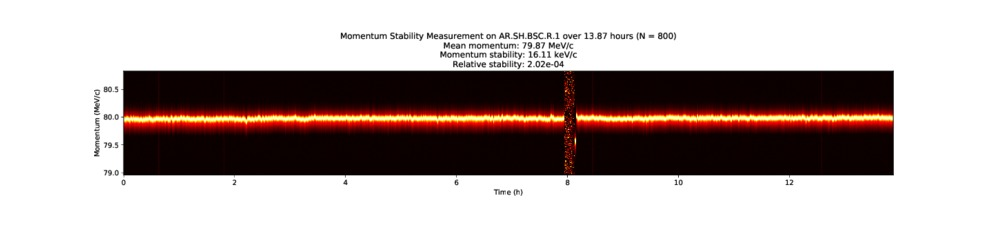 Momentum Stability Measurement on AR.SH.BSC.R.1 over 13.87 hours (N = 800)
Mean momentum: 79.87 MeV/c
Momentum stability: 16.11 keV/c
Relative stability: 2.02e-04
80.5
80.0
79.5
79.0
Momentum (MeV/c)
0 2 4 6 8 10 12
Time (h)